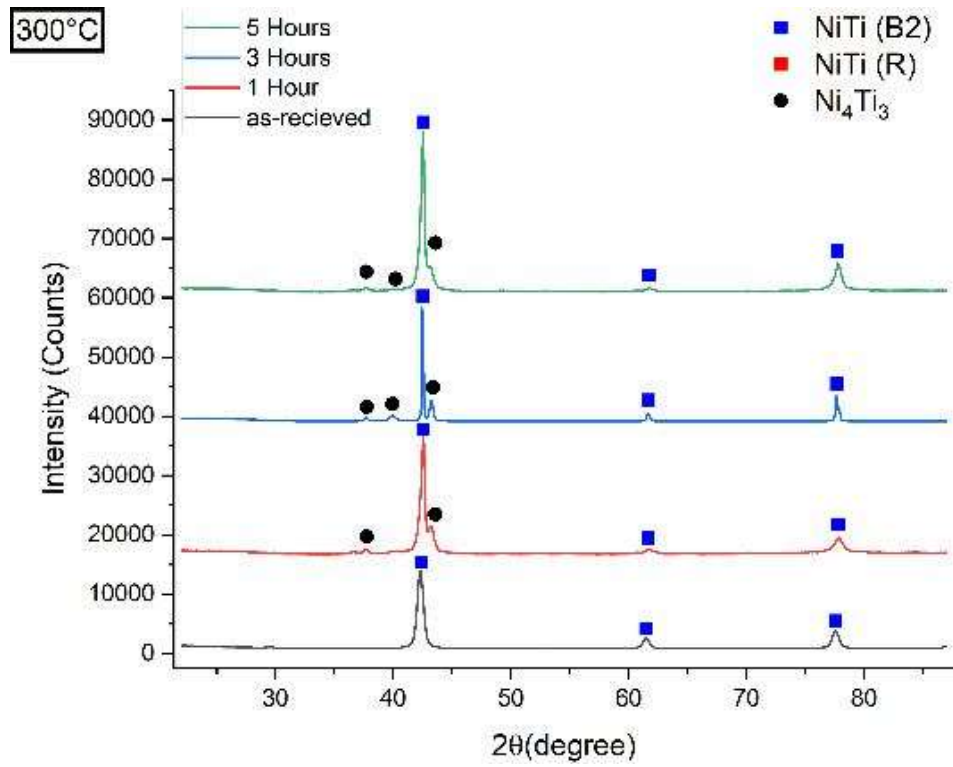 300°C
5 Hours
3 Hours
1 Hour
as-recieved
NiTi (B2)
NiTi (R)
Ni₄Ti₃
90000
80000
70000
60000
50000
40000
30000
20000
10000
0
Intensity (Counts)
30 40 50 60 70 80
2θ(degree)